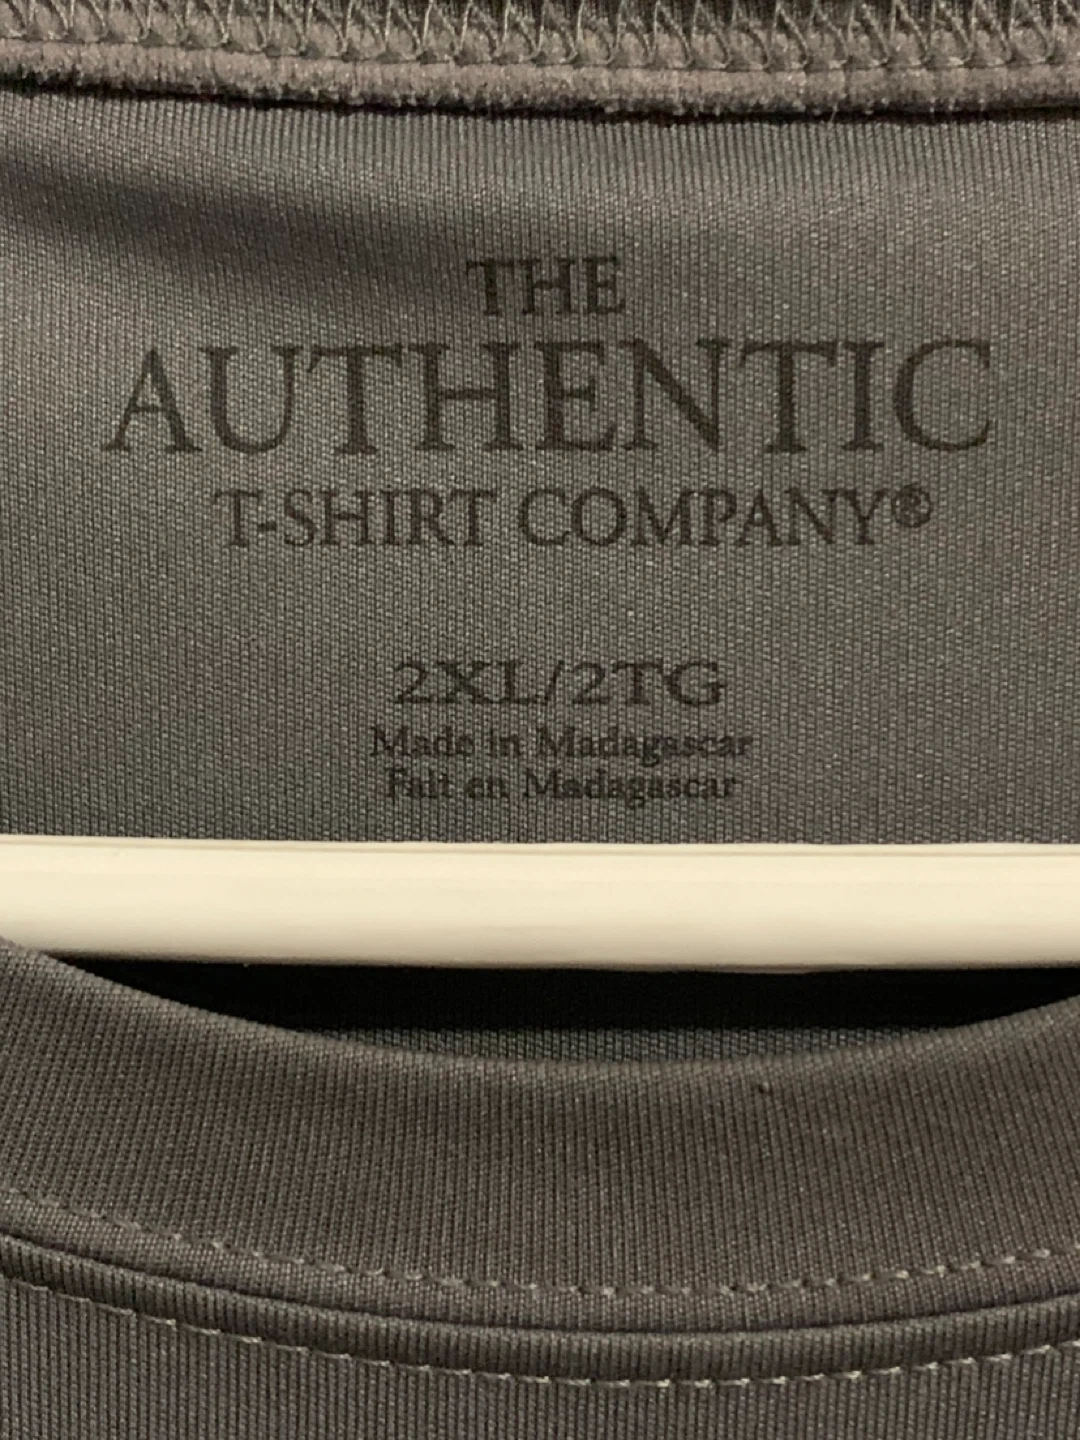 THE
AUTHENTIC
T-SHIRT COMPANY®
2XL/2TG
Made in Madagascar
Fait en Madagascar